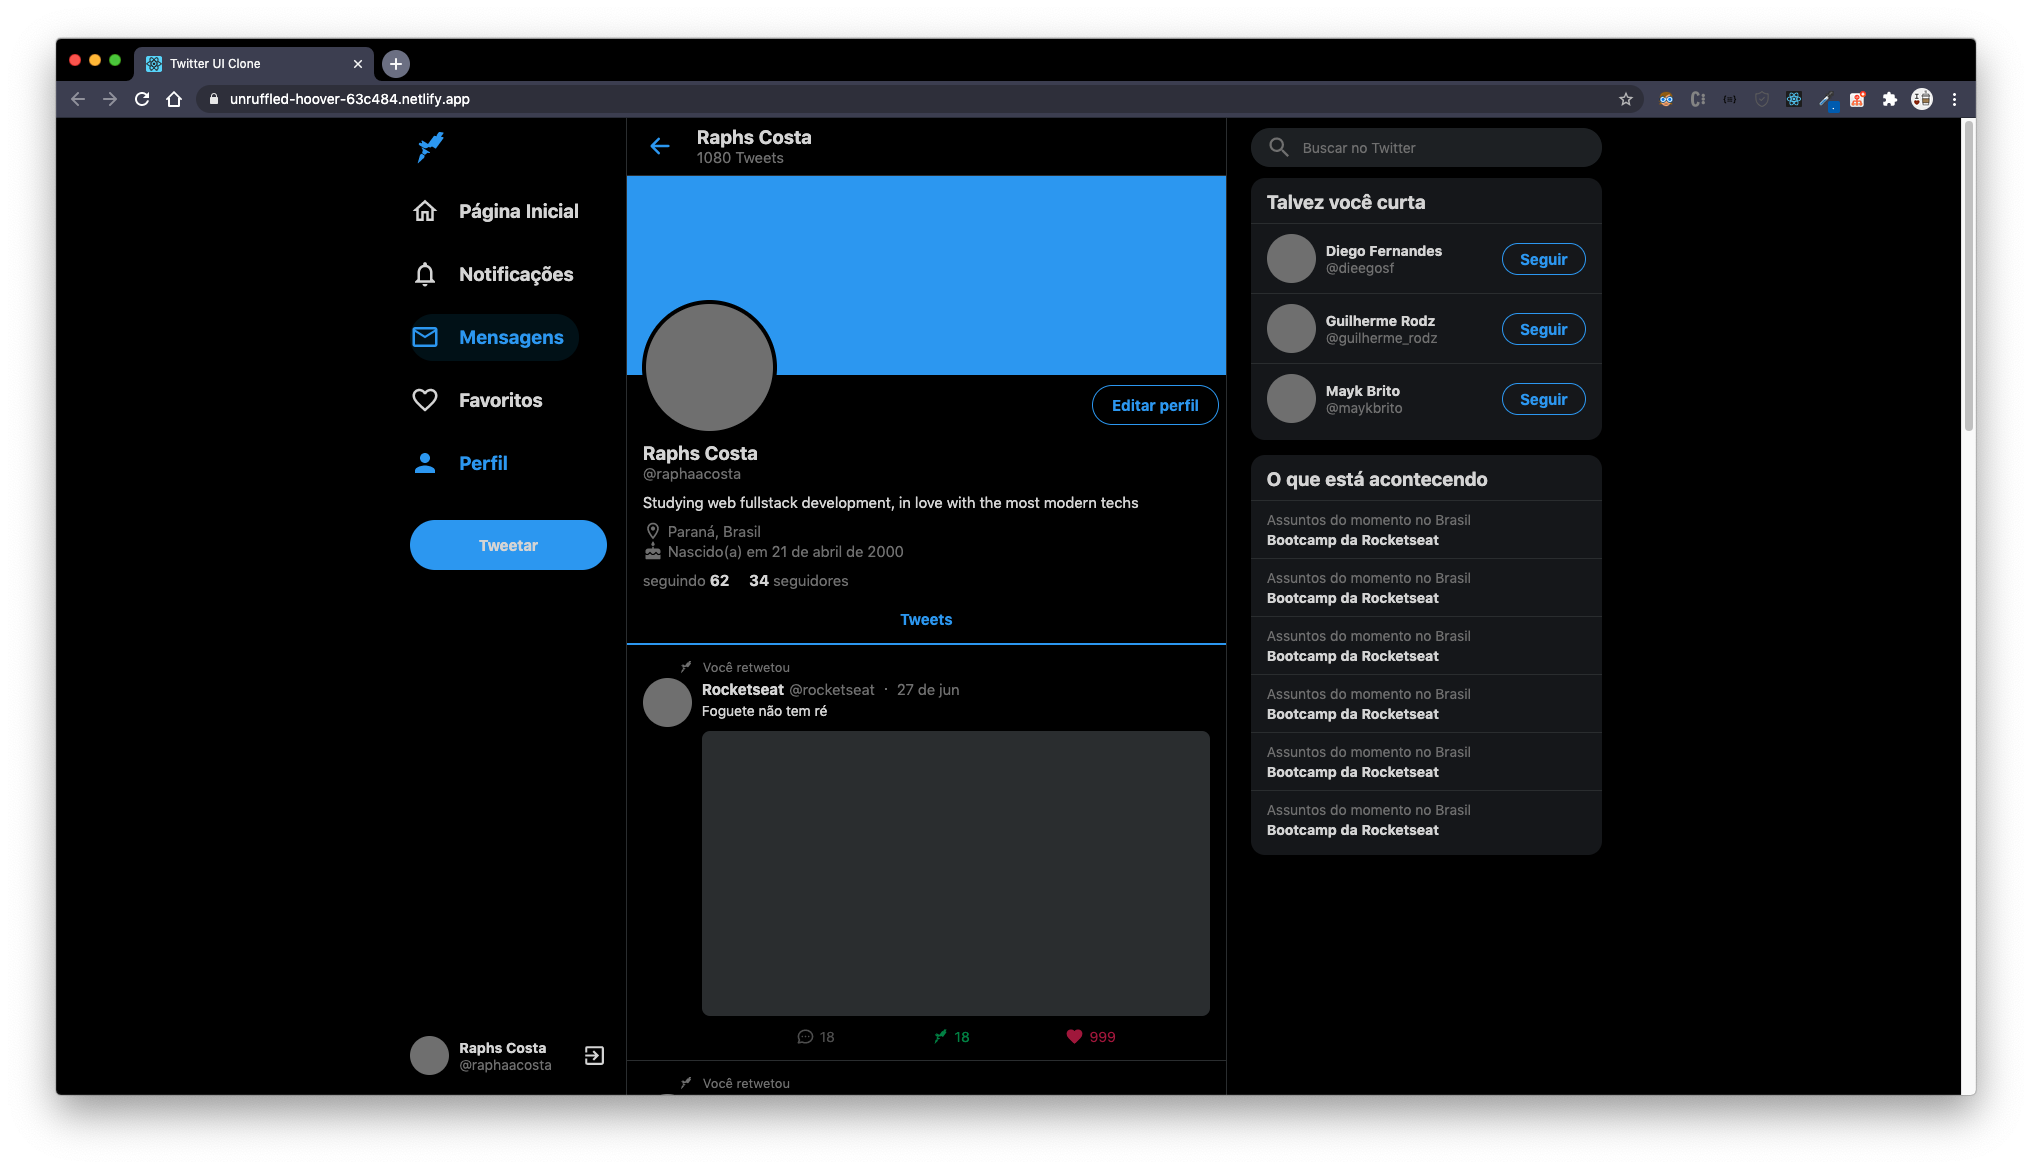 Twitter UI Clone
unruffled-hoover-63c484.netlify.app
Página Inicial
Notificações
Mensagens
Favoritos
Perfil
Tweetar
Raphs Costa
@raphaacosta
Raphs Costa
1080 Tweets
Editar perfil
Raphs Costa
@raphaacosta
Studying web fullstack development, in love with the most modern techs
Paraná, Brasil
Nascido(a) em 21 de abril de 2000
seguindo 62 34 seguidores
Tweets
Você retwetou
Rocketseat @rocketseat · 27 de jun
Foguete não tem ré
18 18 999
Você retwetou
Buscar no Twitter
Talvez você curta
Diego Fernandes
@dieegosf
Seguir
Guilherme Rodz
@guilherme_rodz
Seguir
Mayk Brito
@maykbrito
Seguir
O que está acontecendo
Assuntos do momento no Brasil
Bootcamp da Rocketseat
Assuntos do momento no Brasil
Bootcamp da Rocketseat
Assuntos do momento no Brasil
Bootcamp da Rocketseat
Assuntos do momento no Brasil
Bootcamp da Rocketseat
Assuntos do momento no Brasil
Bootcamp da Rocketseat
Assuntos do momento no Brasil
Bootcamp da Rocketseat